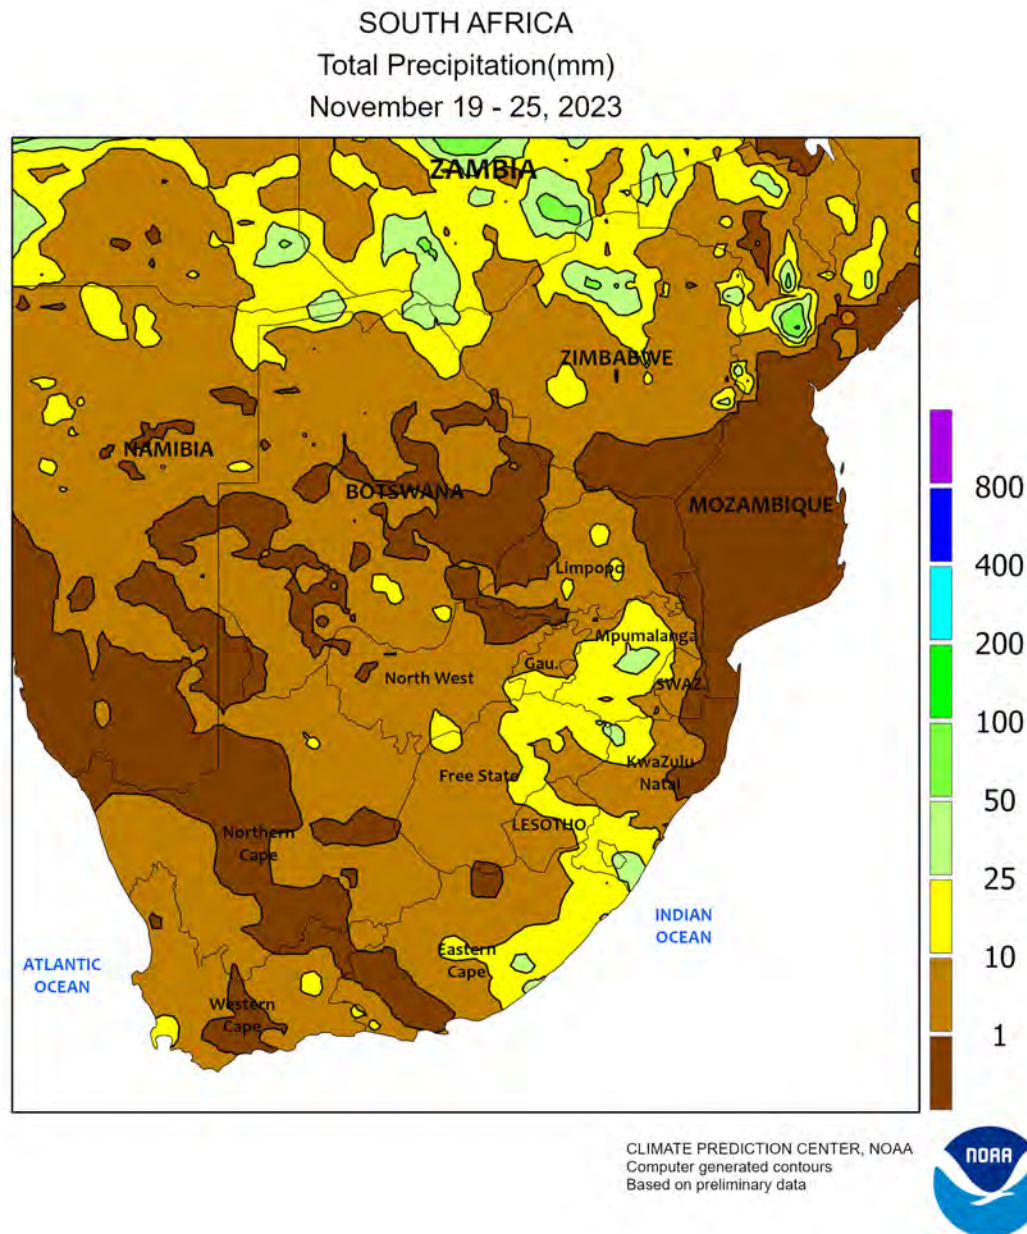 SOUTH AFRICA
Total Precipitation(mm)
November 19 - 25, 2023
ZAMBIA
ZIMBABWE
NAMIBIA
BOTSWANA
MOZAMBIQUE
800
400
200
100
50
25
10
1
Limpopo
Mpumalanga
Gau.
North West
SWAZ.
KwaZulu
Natal
Free State
LESOTHO
Northern
Cape
INDIAN
OCEAN
Eastern
Cape
ATLANTIC
OCEAN
Western
Cape
CLIMATE PREDICTION CENTER, NOAA
Computer generated contours
Based on preliminary data
NOAA